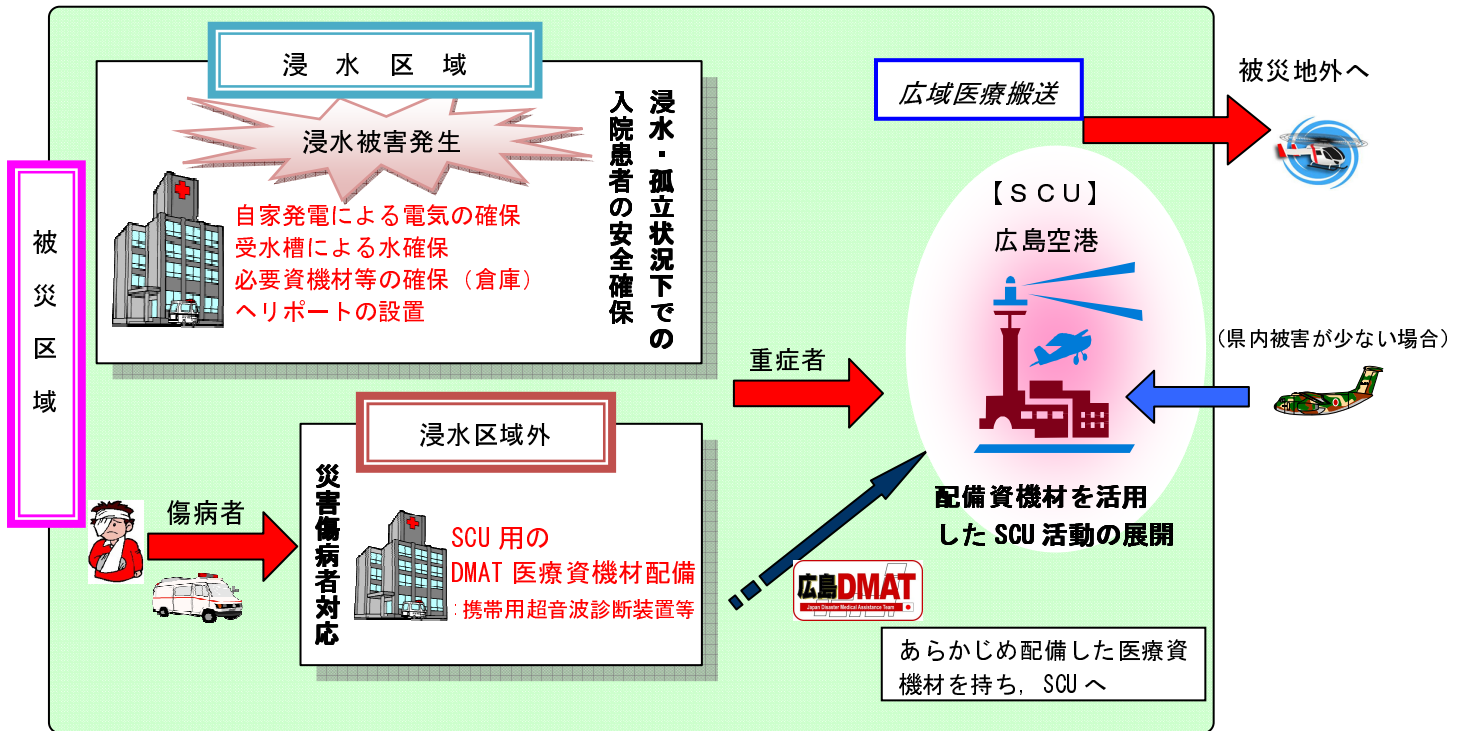 被災区域
浸水区域
浸水被害発生
自家発電による電気の確保
受水槽による水確保
必要資機材等の確保（倉庫）
ヘリポートの設置
浸水・孤立状況下での
入院患者の安全確保
広域医療搬送
被災地外へ
【ＳＣＵ】
広島空港
（県内被害が少ない場合）
重症者
配備資機材を活用
した SCU 活動の展開
浸水区域外
傷病者
災害傷病者対応
SCU 用の
DMAT 医療資機材配備
：携帯用超音波診断装置等
広島DMAT
Japan Disaster Medical Assistance Team
あらかじめ配備した医療資
機材を持ち，SCU へ